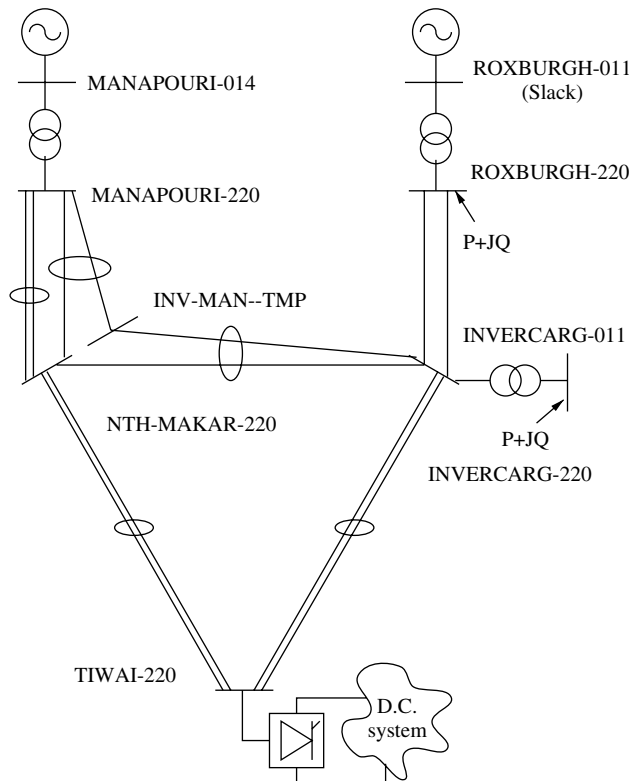 MANAPOURI-014
ROXBURGH-011
(Slack)
MANAPOURI-220
ROXBURGH-220
P+JQ
INV-MAN--TMP
INVERCARG-011
NTH-MAKAR-220
P+JQ
INVERCARG-220
TIWAI-220
D.C.
system